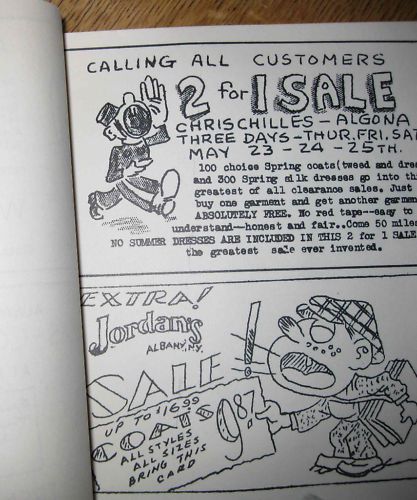 CALLING ALL CUSTOMERS
2 for 1 SALE
CHRISCHILLES - ALGONA
THREE DAYS - THUR, FRI, SAT
MAY 23 - 24 - 25TH.
100 choice Spring coats(tweed and
and 300 Spring silk dresses go into
greatest of all clearance sales. Just
buy one garment and get another
ABSOLUTELY FREE. No red tape--easy to
understand--honest and fair..Come 50
NO SUMMER DRESSES ARE INCLUDED IN THIS 2 for 1 SALE
the greatest sale ever invented.
EXTRA!
Jordan's
ALBANY, NY.
SALE
UP TO $16.99
COATS
9.87
ALL STYLES
ALL SIZES
BRING THIS
CARD